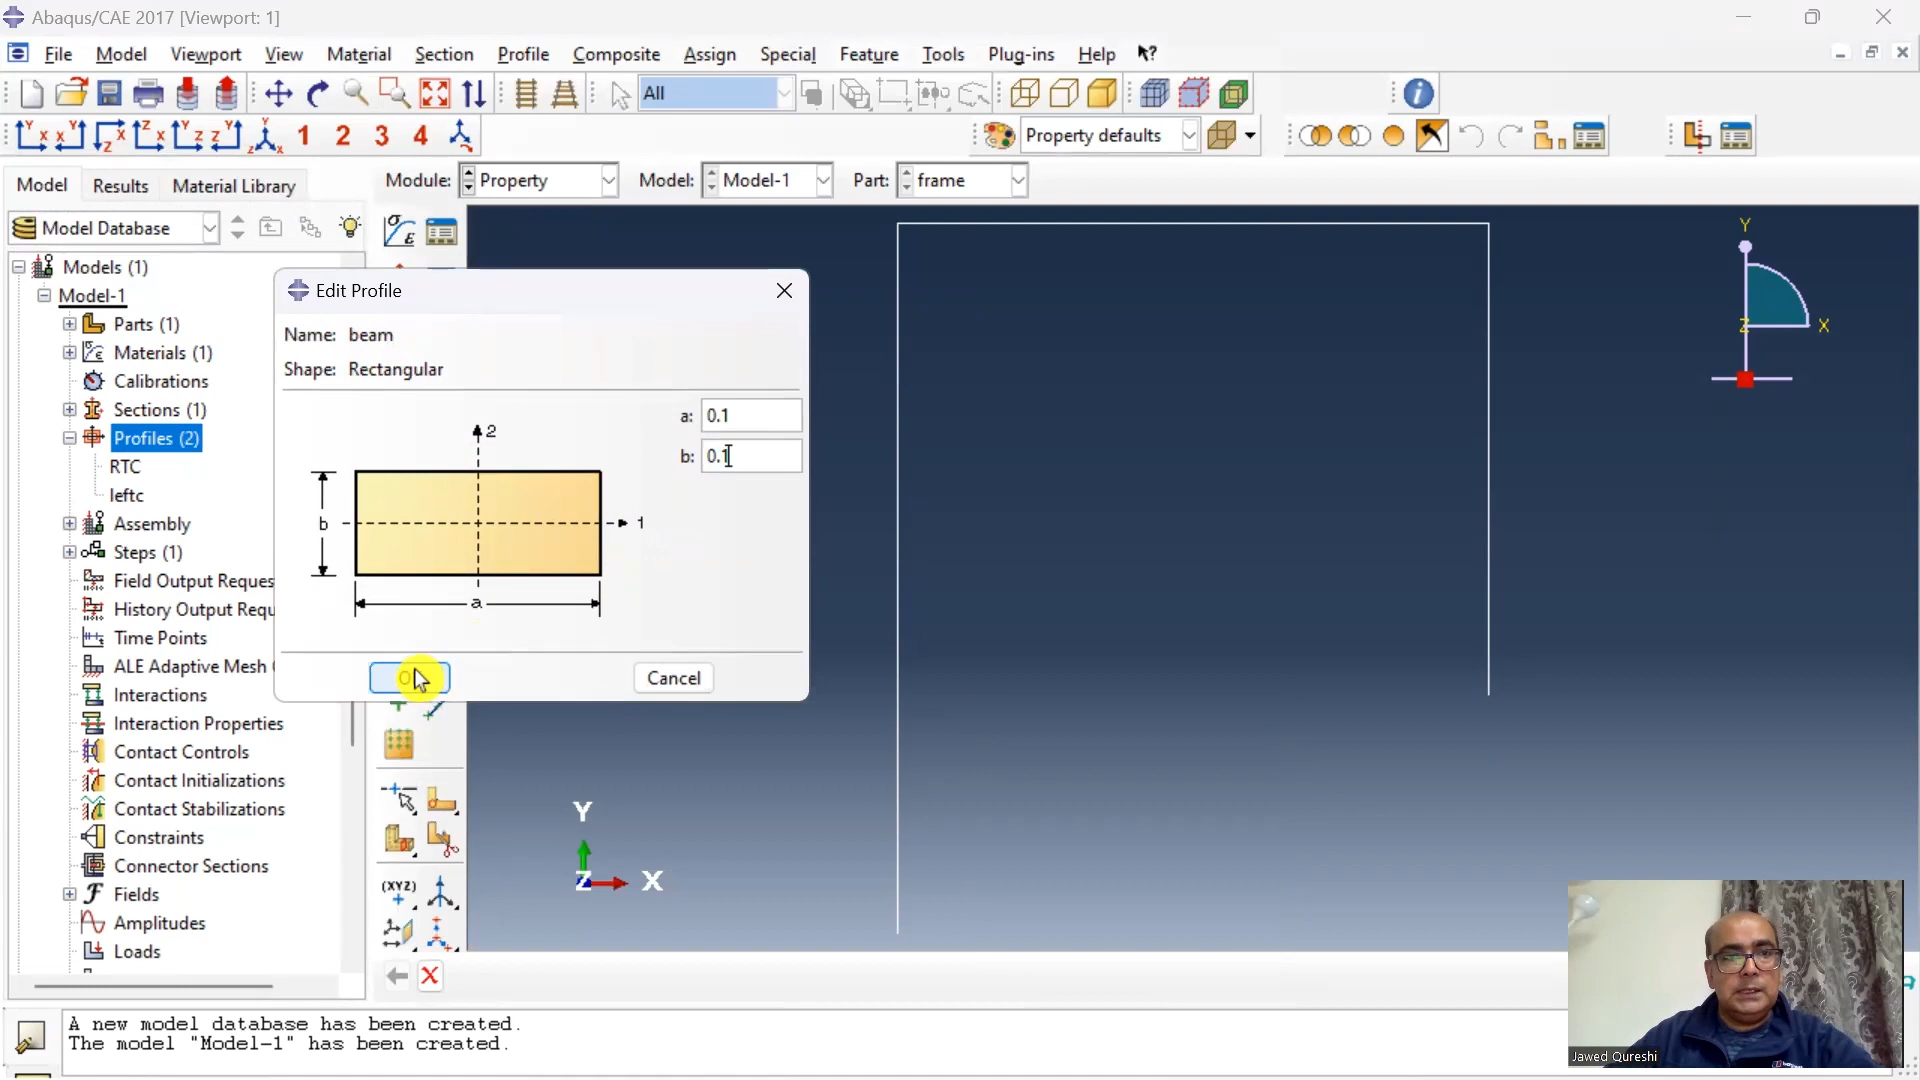 Abaqus/CAE 2017 [Viewport: 1]
File Model Viewport View Material Section Profile Composite Assign Special Feature Tools Plug-ins Help
All
1 2 3 4
Property defaults
Model Results Material Library
Module: Property Model: Model-1 Part: frame
Model Database
Models (1)
Model-1
Parts (1)
Materials (1)
Calibrations
Sections (1)
Profiles (2)
RTC
leftc
Assembly
Steps (1)
Field Output Reques
History Output Requ
Time Points
ALE Adaptive Mesh
Interactions
Interaction Properties
Contact Controls
Contact Initializations
Contact Stabilizations
Constraints
Connector Sections
Fields
Amplitudes
Loads
Edit Profile
Name: beam
Shape: Rectangular
a: 0.1
b: 0.1
2
b
1
a
Cancel
Y
Z X
Y
Z X
(XYZ)
A new model database has been created.
The model "Model-1" has been created.
Jawed Qureshi